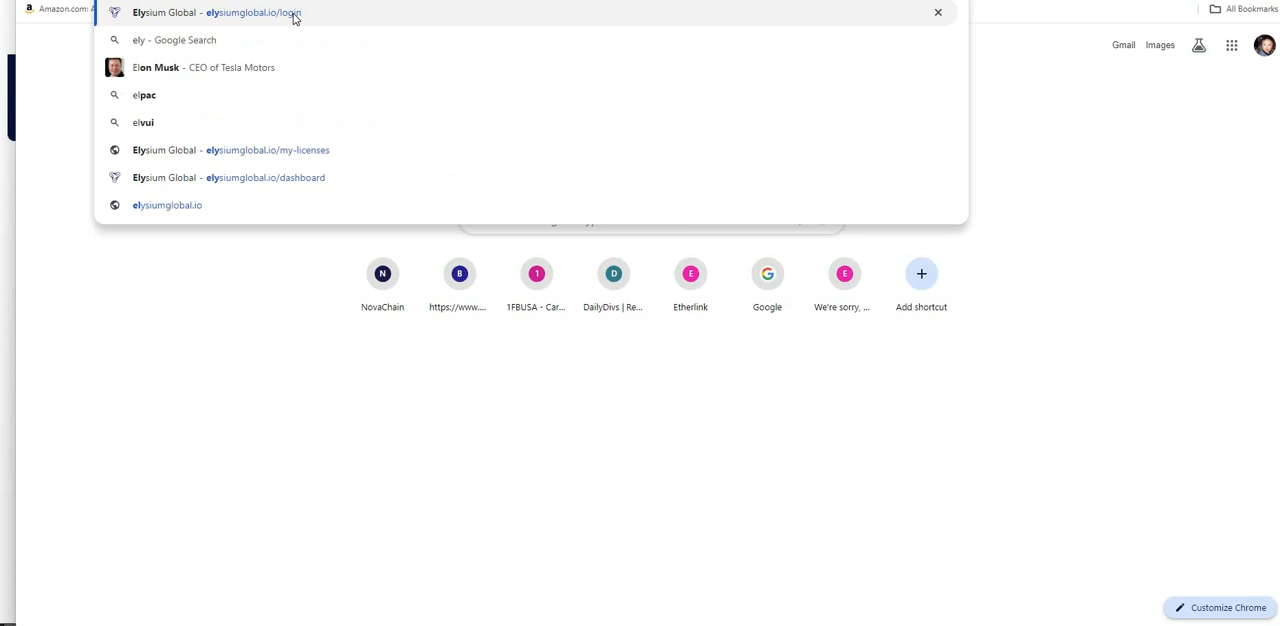 Amazon.com:
All Bookmarks
Elysium Global - elysiumglobal.io/login
ely - Google Search
Elon Musk - CEO of Tesla Motors
elpac
elvui
Elysium Global - elysiumglobal.io/my-licenses
Elysium Global - elysiumglobal.io/dashboard
elysiumglobal.io
Gmail Images
N B 1 D E E
NovaChain https://www.... 1FBUSA - Car... DailyDivs | Re... Etherlink Google We're sorry, ... Add shortcut
Customize Chrome